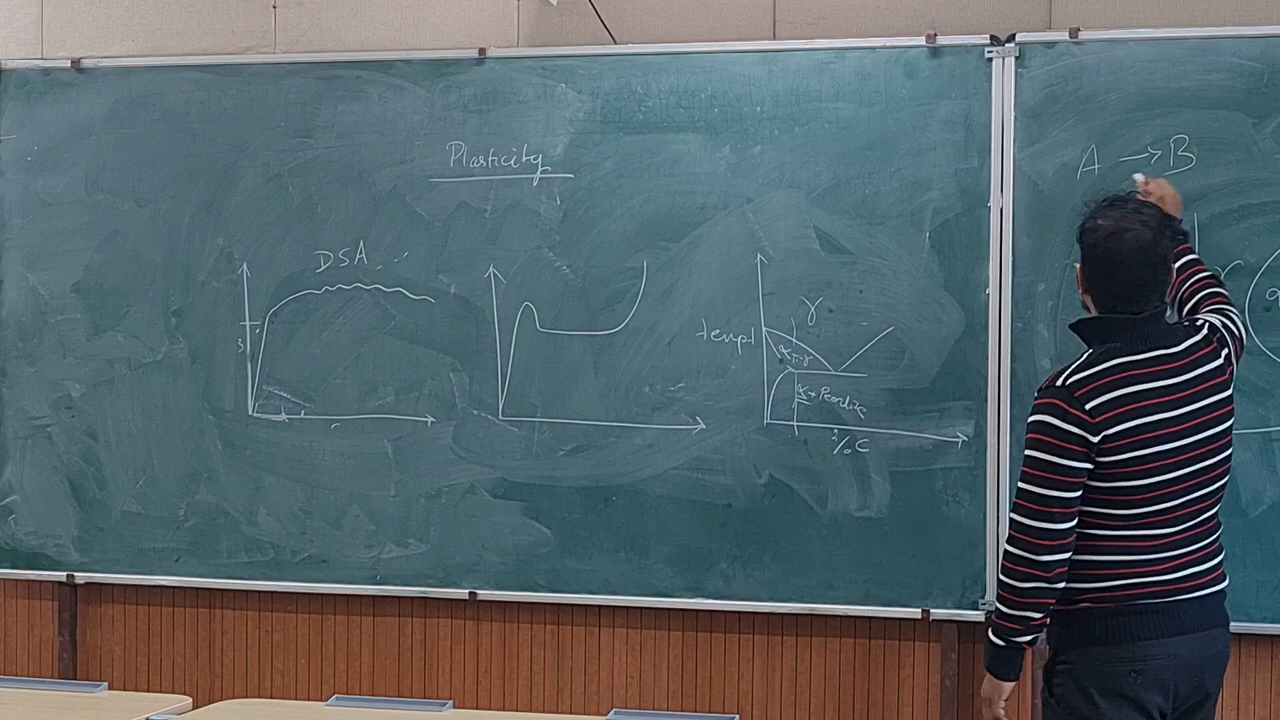 Plasticity
DSA...
γ
temp
α+γ
α+Pearlite
%C
A → B